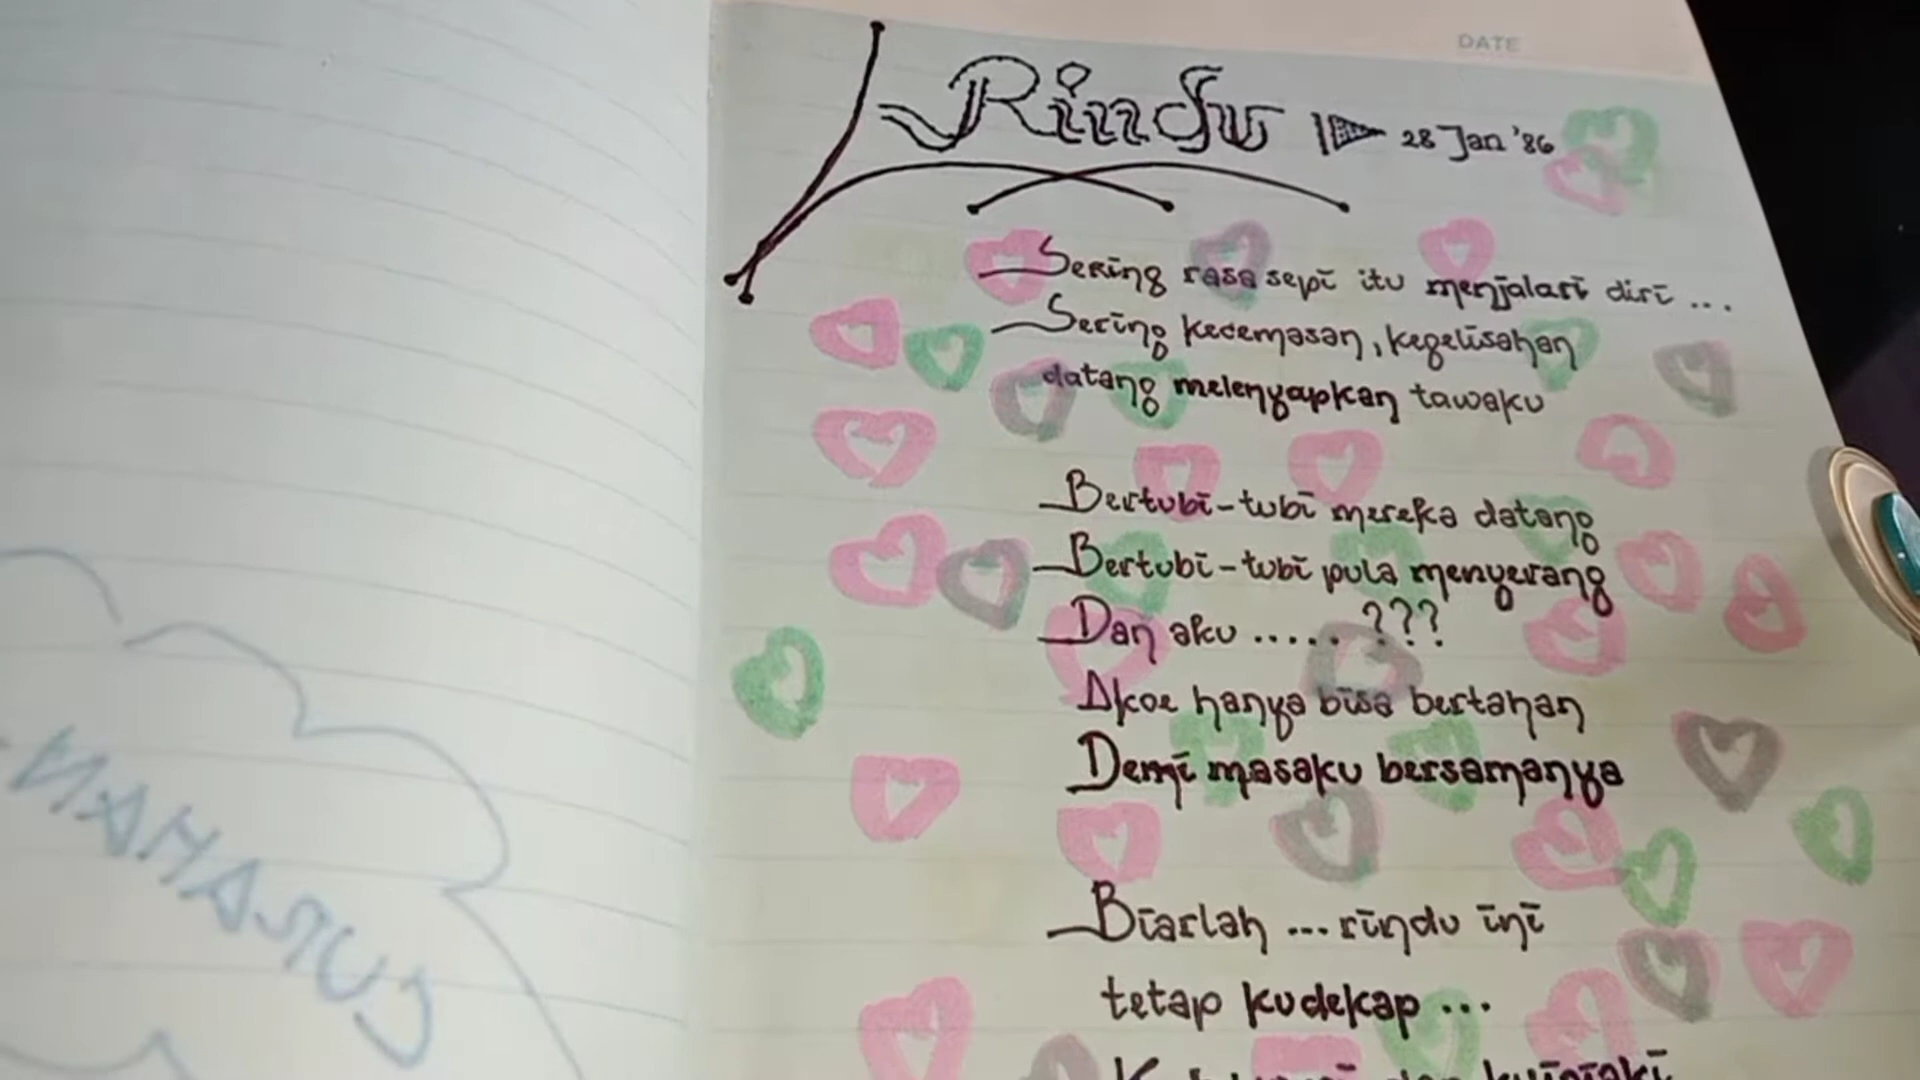 CURAHAN-
DATE
Rindu 28 Jan '86
Sering rasa sepi itu menjalari diri ...
Sering kecemasan, kegelisahan
datang melenyapkan tawaku
Bertubi-tubi mereka datang
Bertubi-tubi pula menyerang
Dan aku ..... ???
Akoe hanya bisa bertahan
Demi masaku bersamanya
Biarlah ... rindu ini
tetap kudekap ...